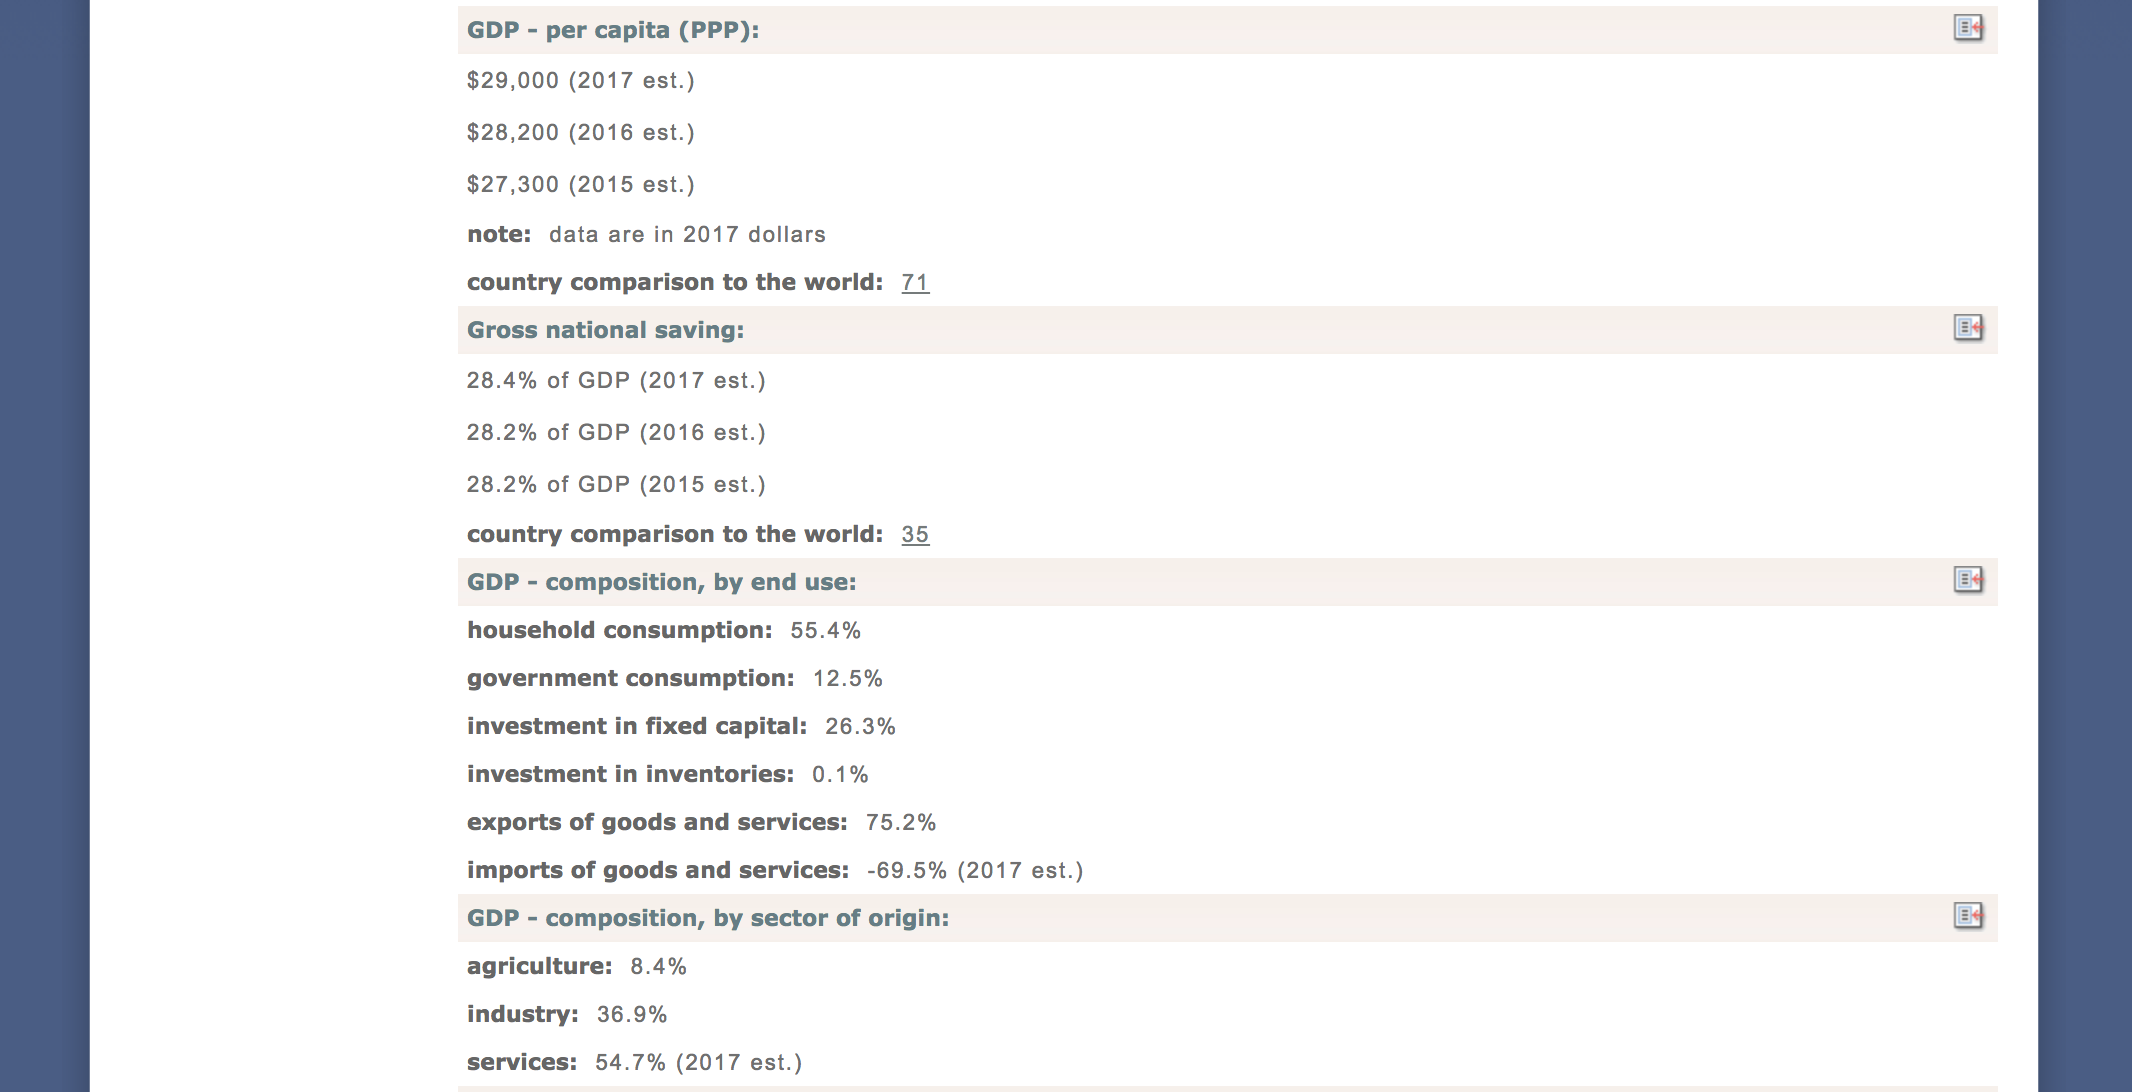 GDP - per capita (PPP):
$29,000 (2017 est.)
$28,200 (2016 est.)
$27,300 (2015 est.)
note: data are in 2017 dollars
country comparison to the world: 71
Gross national saving:
28.4% of GDP (2017 est.)
28.2% of GDP (2016 est.)
28.2% of GDP (2015 est.)
country comparison to the world: 35
GDP - composition, by end use:
household consumption: 55.4%
government consumption: 12.5%
investment in fixed capital: 26.3%
investment in inventories: 0.1%
exports of goods and services: 75.2%
imports of goods and services: -69.5% (2017 est.)
GDP - composition, by sector of origin:
agriculture: 8.4%
industry: 36.9%
services: 54.7% (2017 est.)